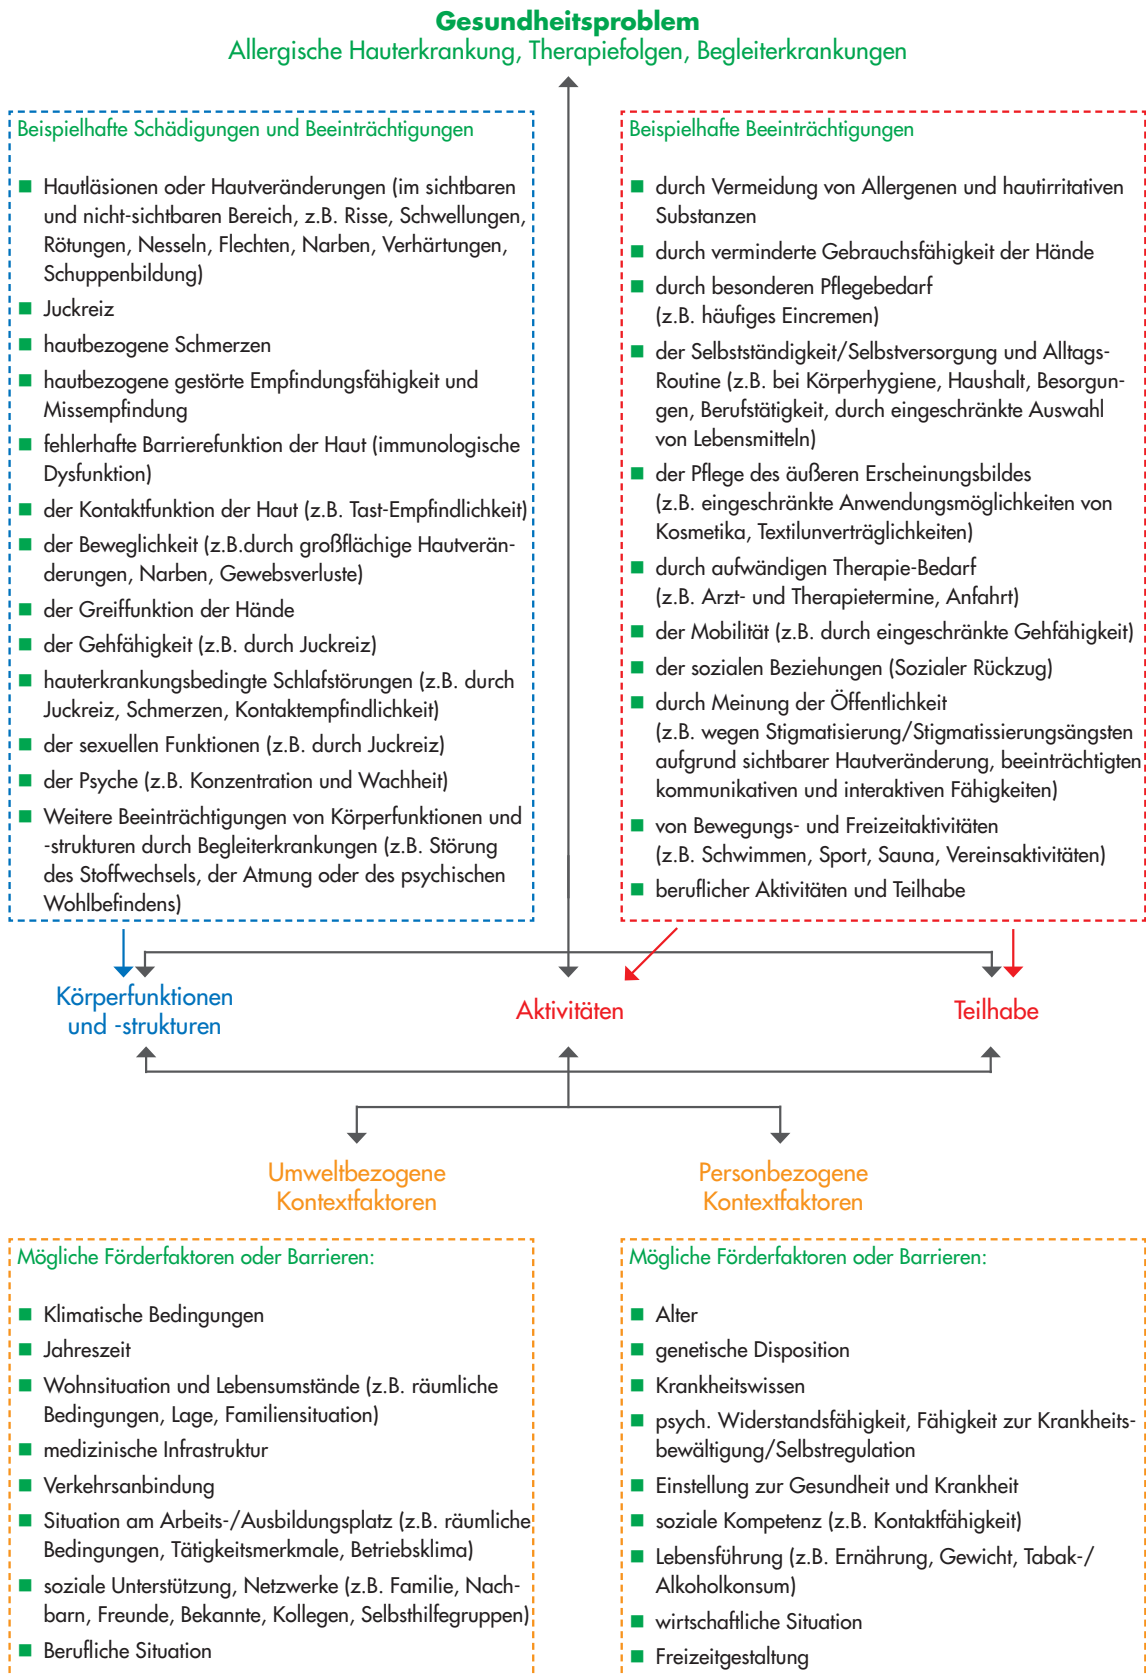 Gesundheitsproblem
Allergische Hauterkrankung, Therapiefolgen, Begleiterkrankungen
Beispielhafte Schädigungen und Beeinträchtigungen
Hautläsionen oder Hautveränderungen (im sichtbaren
und nicht-sichtbaren Bereich, z.B. Risse, Schwellungen,
Rötungen, Nesseln, Flechten, Narben, Verhärtungen,
Schuppenbildung)
Juckreiz
hautbezogene Schmerzen
hautbezogene gestörte Empfindungsfähigkeit und
Missempfindung
fehlerhafte Barrierefunktion der Haut (immunologische
Dysfunktion)
der Kontaktfunktion der Haut (z.B. Tast-Empfindlichkeit)
der Beweglichkeit (z.B.durch großflächige Hautverän-
derungen, Narben, Gewebsverluste)
der Greiffunktion der Hände
der Gehfähigkeit (z.B. durch Juckreiz)
hauterkrankungsbedingte Schlafstörungen (z.B. durch
Juckreiz, Schmerzen, Kontaktempfindlichkeit)
der sexuellen Funktionen (z.B. durch Juckreiz)
der Psyche (z.B. Konzentration und Wachheit)
Weitere Beeinträchtigungen von Körperfunktionen und
-strukturen durch Begleiterkrankungen (z.B. Störung
des Stoffwechsels, der Atmung oder des psychischen
Wohlbefindens)
Beispielhafte Beeinträchtigungen
durch Vermeidung von Allergenen und hautirritativen
Substanzen
durch verminderte Gebrauchsfähigkeit der Hände
durch besonderen Pflegebedarf
(z.B. häufiges Eincremen)
der Selbstständigkeit/Selbstversorgung und Alltags-
Routine (z.B. bei Körperhygiene, Haushalt, Besorgun-
gen, Berufstätigkeit, durch eingeschränkte Auswahl
von Lebensmitteln)
der Pflege des äußeren Erscheinungsbildes
(z.B. eingeschränkte Anwendungsmöglichkeiten von
Kosmetika, Textilunverträglichkeiten)
durch aufwändigen Therapie-Bedarf
(z.B. Arzt- und Therapietermine, Anfahrt)
der Mobilität (z.B. durch eingeschränkte Gehfähigkeit)
der sozialen Beziehungen (Sozialer Rückzug)
durch Meinung der Öffentlichkeit
(z.B. wegen Stigmatisierung/Stigmatissierungsängsten
aufgrund sichtbarer Hautveränderung, beeinträchtigten
kommunikativen und interaktiven Fähigkeiten)
von Bewegungs- und Freizeitaktivitäten
(z.B. Schwimmen, Sport, Sauna, Vereinsaktivitäten)
beruflicher Aktivitäten und Teilhabe
Körperfunktionen
und -strukturen
Aktivitäten
Teilhabe
Umweltbezogene
Kontextfaktoren
Personbezogene
Kontextfaktoren
Mögliche Förderfaktoren oder Barrieren:
Klimatische Bedingungen
Jahreszeit
Wohnsituation und Lebensumstände (z.B. räumliche
Bedingungen, Lage, Familiensituation)
medizinische Infrastruktur
Verkehrsanbindung
Situation am Arbeits-/Ausbildungsplatz (z.B. räumliche
Bedingungen, Tätigkeitsmerkmale, Betriebsklima)
soziale Unterstützung, Netzwerke (z.B. Familie, Nach-
barn, Freunde, Bekannte, Kollegen, Selbsthilfegruppen)
Berufliche Situation
Mögliche Förderfaktoren oder Barrieren:
Alter
genetische Disposition
Krankheitswissen
psych. Widerstandsfähigkeit, Fähigkeit zur Krankheits-
bewältigung/Selbstregulation
Einstellung zur Gesundheit und Krankheit
soziale Kompetenz (z.B. Kontaktfähigkeit)
Lebensführung (z.B. Ernährung, Gewicht, Tabak-/
Alkoholkonsum)
wirtschaftliche Situation
Freizeitgestaltung